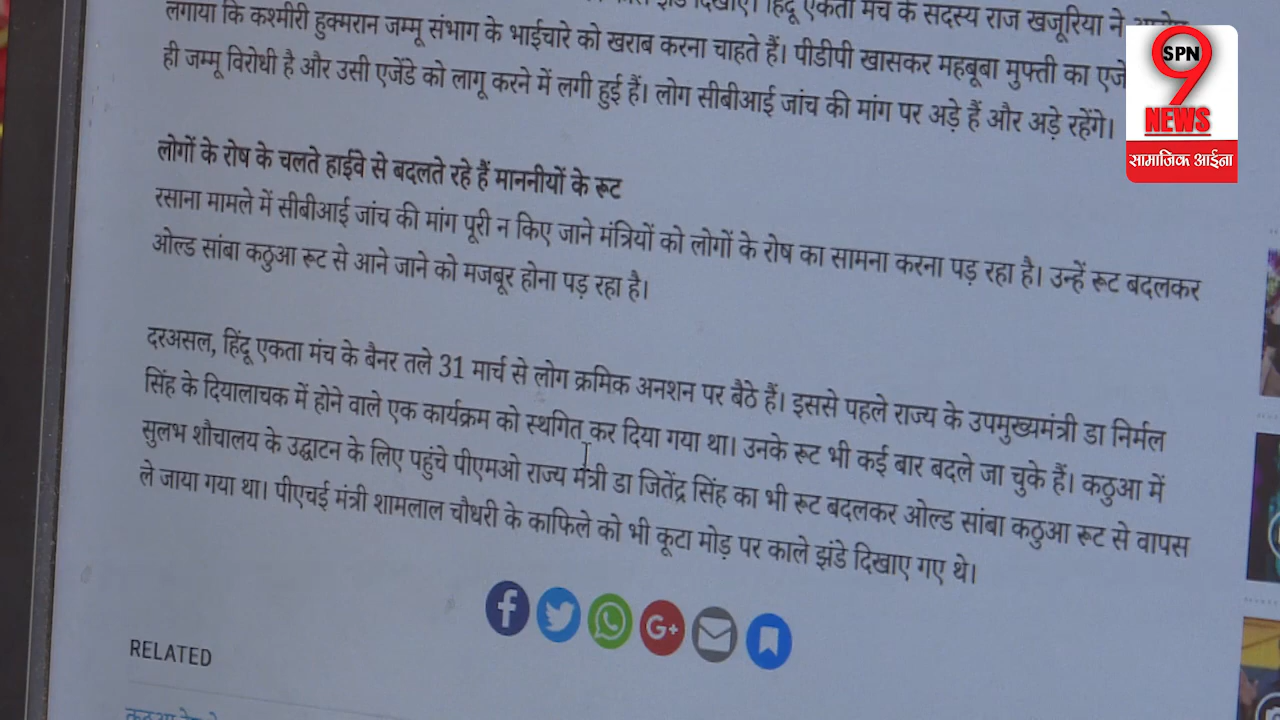 दिखाए। हिंदू एकता मंच के सदस्य राज खजूरिया ने
लगाया कि कश्मीरी हुक्मरान जम्मू संभाग के भाईचारे को खराब करना चाहते हैं। पीडीपी खासकर महबूबा मुफ्ती का
ही जम्मू विरोधी है और उसी एजेंडे को लागू करने में लगी हुई हैं। लोग सीबीआई जांच की मांग पर अड़े हैं और अड़े रहेंगे।
SPN
9
NEWS
सामाजिक आईना
लोगों के रोष के चलते हाईवे से बदलते रहे हैं माननीयों के रूट
रसाना मामले में सीबीआई जांच की मांग पूरी न किए जाने मंत्रियों को लोगों के रोष का सामना करना पड़ रहा है। उन्हें रूट बदलकर
ओल्ड सांबा कठुआ रूट से आने जाने को मजबूर होना पड़ रहा है।
दरअसल, हिंदू एकता मंच के बैनर तले 31 मार्च से लोग क्रमिक अनशन पर बैठे हैं। इससे पहले राज्य के उपमुख्यमंत्री डा निर्मल
सिंह के दियालाचक में होने वाले एक कार्यक्रम को स्थगित कर दिया गया था। उनके रूट भी कई बार बदले जा चुके हैं। कठुआ में
सुलभ शौचालय के उद्घाटन के लिए पहुंचे पीएमओ राज्य मंत्री डा जितेंद्र सिंह का भी रूट बदलकर ओल्ड सांबा कठुआ रूट से वापस
ले जाया गया था। पीएचई मंत्री शामलाल चौधरी के काफिले को भी कूटा मोड़ पर काले झंडे दिखाए गए थे।
RELATED